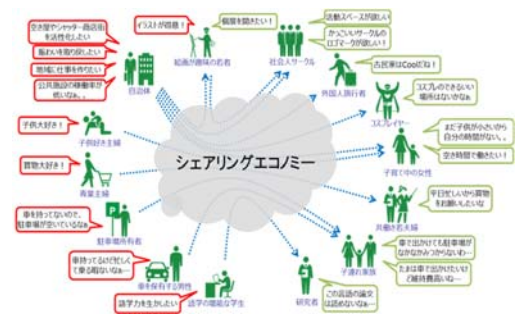 空き家やシャッター商店街
を活性化したい
賑わいを取り戻したい
地域に仕事を作りたい
公共施設の稼働率が
低いなぁ。。
自治体
イラストが得意！
個展を開きたい！
絵画が趣味の若者
活動スペースが欲しい
かっこいいサークルの
ロゴマークが欲しい！
社会人サークル
古民家はCoolだね！
外国人旅行者
コスプレのできるいい
場所はないかなぁ
コスプレイヤー
まだ子供が小さいから
自分の時間がない。。
空き時間で働きたい！
子育て中の女性
平日忙しいから買物
をお願いしたいな
共働き若夫婦
車で出かけても駐車場が
なかなかみつからないわ…
たまは車で出かけたいけ
ど維持費高いね…
子連れ家族
この言語の論文
は読めないなぁ…
研究者
語学力を生かしたい
語学の堪能な学生
車持ってるけど忙しく
て乗る暇ないなぁ…
車を保有する男性
車を持ってないので、
駐車場が空いているなぁ
駐車場所有者
買物大好き！
専業主婦
子供大好き！
子供好き主婦
シェアリングエコノミー